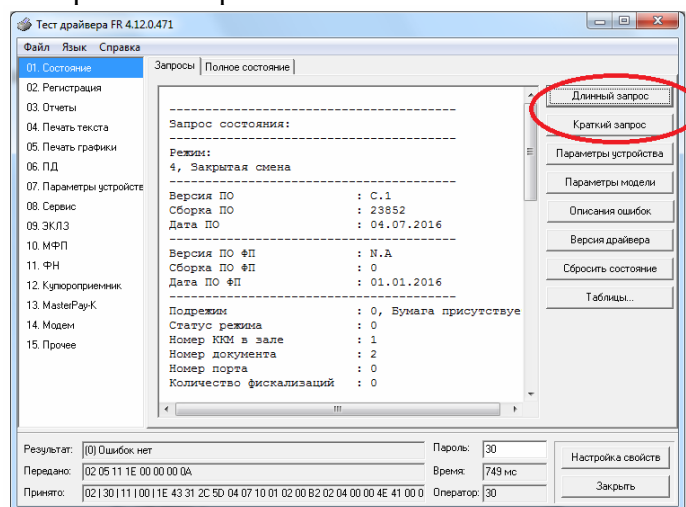 Тест драйвера FR 4.12.0.471
Файл Язык Справка
01. Состояние
02. Регистрация
03. Отчеты
04. Печать текста
05. Печать графики
06. ПД
07. Параметры устройств
08. Сервис
09. ЭКЛЗ
10. МФП
11. ФН
12. Купюроприемник
13. MasterPay-K
14. Модем
15. Прочее
Запросы Полное состояние
----------------------------------------
Запрос состояния:
----------------------------------------
Режим:
4, Закрытая смена
----------------------------------------
Версия ПО : C.1
Сборка ПО : 23852
Дата ПО : 04.07.2016
----------------------------------------
Версия ПО ФП : N.A
Сборка ПО ФП : 0
Дата ПО ФП : 01.01.2016
----------------------------------------
Подрежим : 0, Бумага присутствуе
Статус режима : 0
Номер ККМ в зале : 1
Номер документа : 2
Номер порта : 0
Количество фискализаций : 0
Длинный запрос
Краткий запрос
Параметры устройства
Параметры модели
Описания ошибок
Версия драйвера
Сбросить состояние
Таблицы...
Результат: (0) Ошибок нет
Передано: 02 05 11 1E 00 00 00 0A
Принято: 02 | 30 | 11 | 00 | 1E 43 31 2C 5D 04 07 10 01 02 00 B2 02 04 00 00 4E 41 00 0
Пароль: 30
Время: 749 мс
Оператор: 30
Настройка свойств
Закрыть